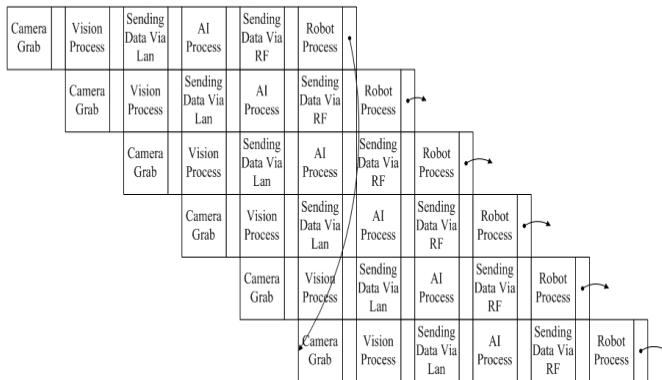 Camera Grab
Vision Process
Sending Data Via Lan
AI Process
Sending Data Via RF
Robot Process
Camera Grab
Vision Process
Sending Data Via Lan
AI Process
Sending Data Via RF
Robot Process
Camera Grab
Vision Process
Sending Data Via Lan
AI Process
Sending Data Via RF
Robot Process
Camera Grab
Vision Process
Sending Data Via Lan
AI Process
Sending Data Via RF
Robot Process
Camera Grab
Vision Process
Sending Data Via Lan
AI Process
Sending Data Via RF
Robot Process
Camera Grab
Vision Process
Sending Data Via Lan
AI Process
Sending Data Via RF
Robot Process